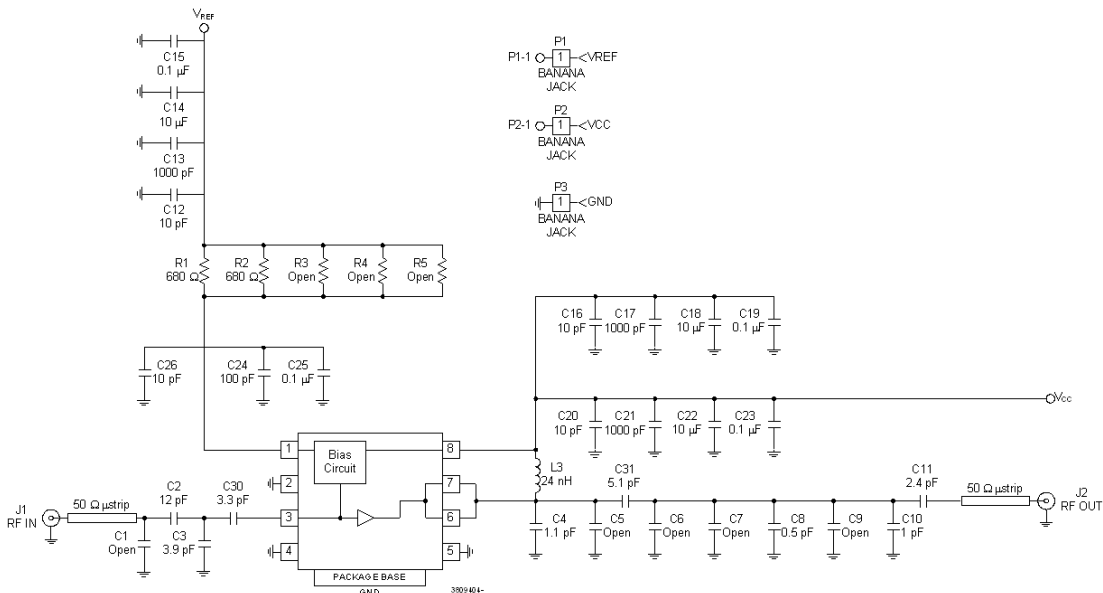 VREF
C15
0.1 µF
C14
10 µF
C13
1000 pF
C12
10 pF
P1
P1-1 1 VREF
BANANA
JACK
P2
P2-1 1 VCC
BANANA
JACK
P3
1 GND
BANANA
JACK
R1
680 Ω
R2
680 Ω
R3
Open
R4
Open
R5
Open
C16
10 pF
C17
1000 pF
C18
10 µF
C19
0.1 µF
C26
10 pF
C24
100 pF
C25
0.1 µF
C20
10 pF
C21
1000 pF
C22
10 µF
C23
0.1 µF
VCC
1
Bias
Circuit
8
2
7
3
6
4
5
L3
24 nH
C31
5.1 pF
C11
2.4 pF
J1
RF IN
50 Ω µstrip
C2
12 pF
C30
3.3 pF
C1
Open
C3
3.9 pF
C4
1.1 pF
C5
Open
C6
Open
C7
Open
C8
0.5 pF
C9
Open
C10
1 pF
50 Ω µstrip
J2
RF OUT
PACKAGE BASE
GND
3809404-